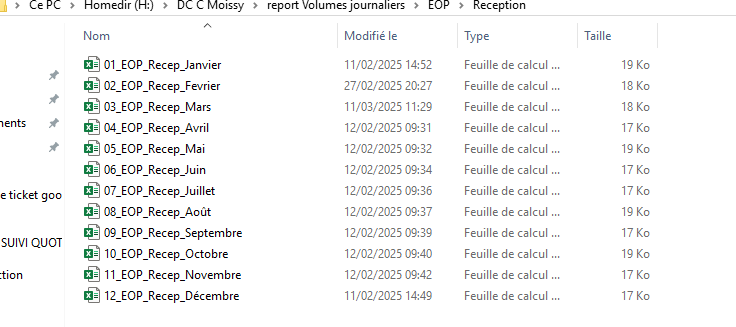 Ce PC > Homedir (H:) > DC C Moissy > report Volumes journaliers > EOP > Reception
Nom Modifié le Type Taille
01_EOP_Recep_Janvier 11/02/2025 14:52 Feuille de calcul ... 19 Ko
02_EOP_Recep_Fevrier 27/02/2025 20:27 Feuille de calcul ... 18 Ko
03_EOP_Recep_Mars 11/03/2025 11:29 Feuille de calcul ... 18 Ko
ments 04_EOP_Recep_Avril 12/02/2025 09:31 Feuille de calcul ... 17 Ko
05_EOP_Recep_Mai 12/02/2025 09:32 Feuille de calcul ... 19 Ko
06_EOP_Recep_Juin 12/02/2025 09:34 Feuille de calcul ... 17 Ko
e ticket goo 07_EOP_Recep_Juillet 12/02/2025 09:36 Feuille de calcul ... 17 Ko
08_EOP_Recep_Août 12/02/2025 09:37 Feuille de calcul ... 19 Ko
SUIVI QUOT 09_EOP_Recep_Septembre 12/02/2025 09:39 Feuille de calcul ... 17 Ko
10_EOP_Recep_Octobre 12/02/2025 09:40 Feuille de calcul ... 19 Ko
ction 11_EOP_Recep_Novembre 12/02/2025 09:42 Feuille de calcul ... 17 Ko
12_EOP_Recep_Décembre 11/02/2025 14:49 Feuille de calcul ... 17 Ko